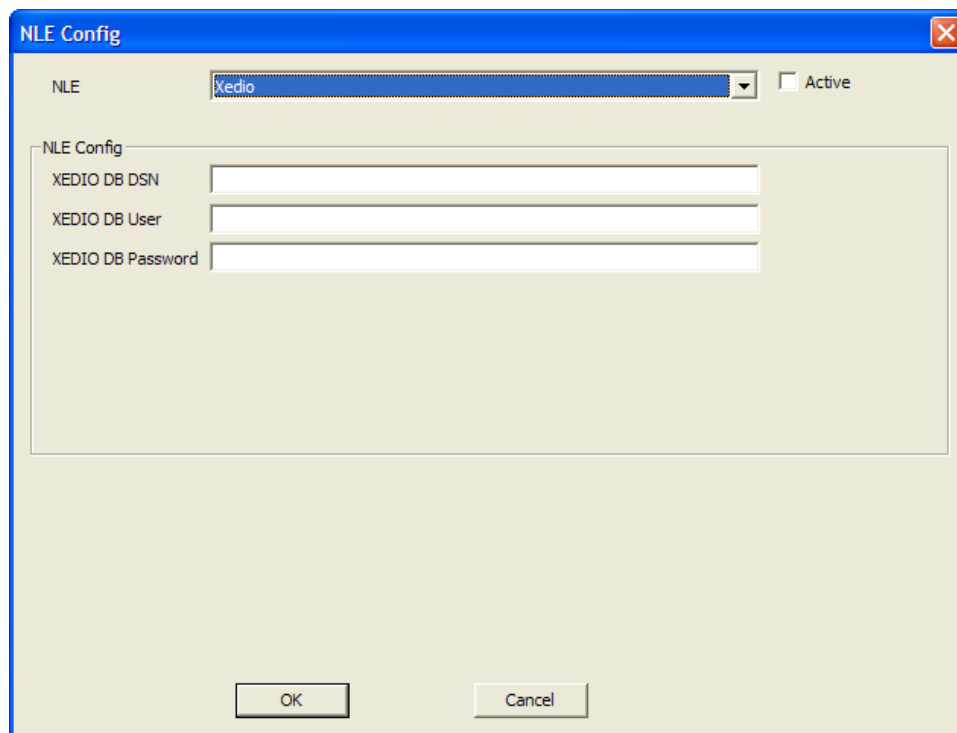 NLE Config
NLE Xedio Active
NLE Config
XEDIO DB DSN
XEDIO DB User
XEDIO DB Password
OK Cancel